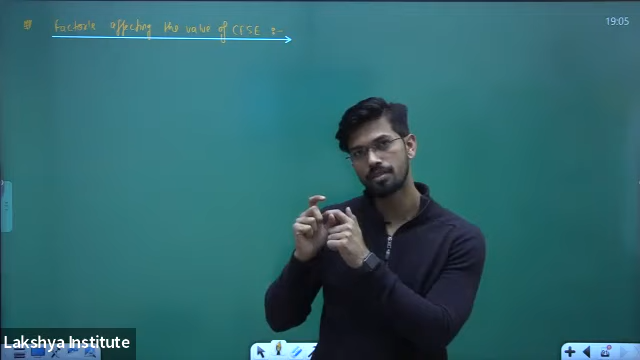 Factors affecting the value of CFSE :-
19:05
Lakshya Institute